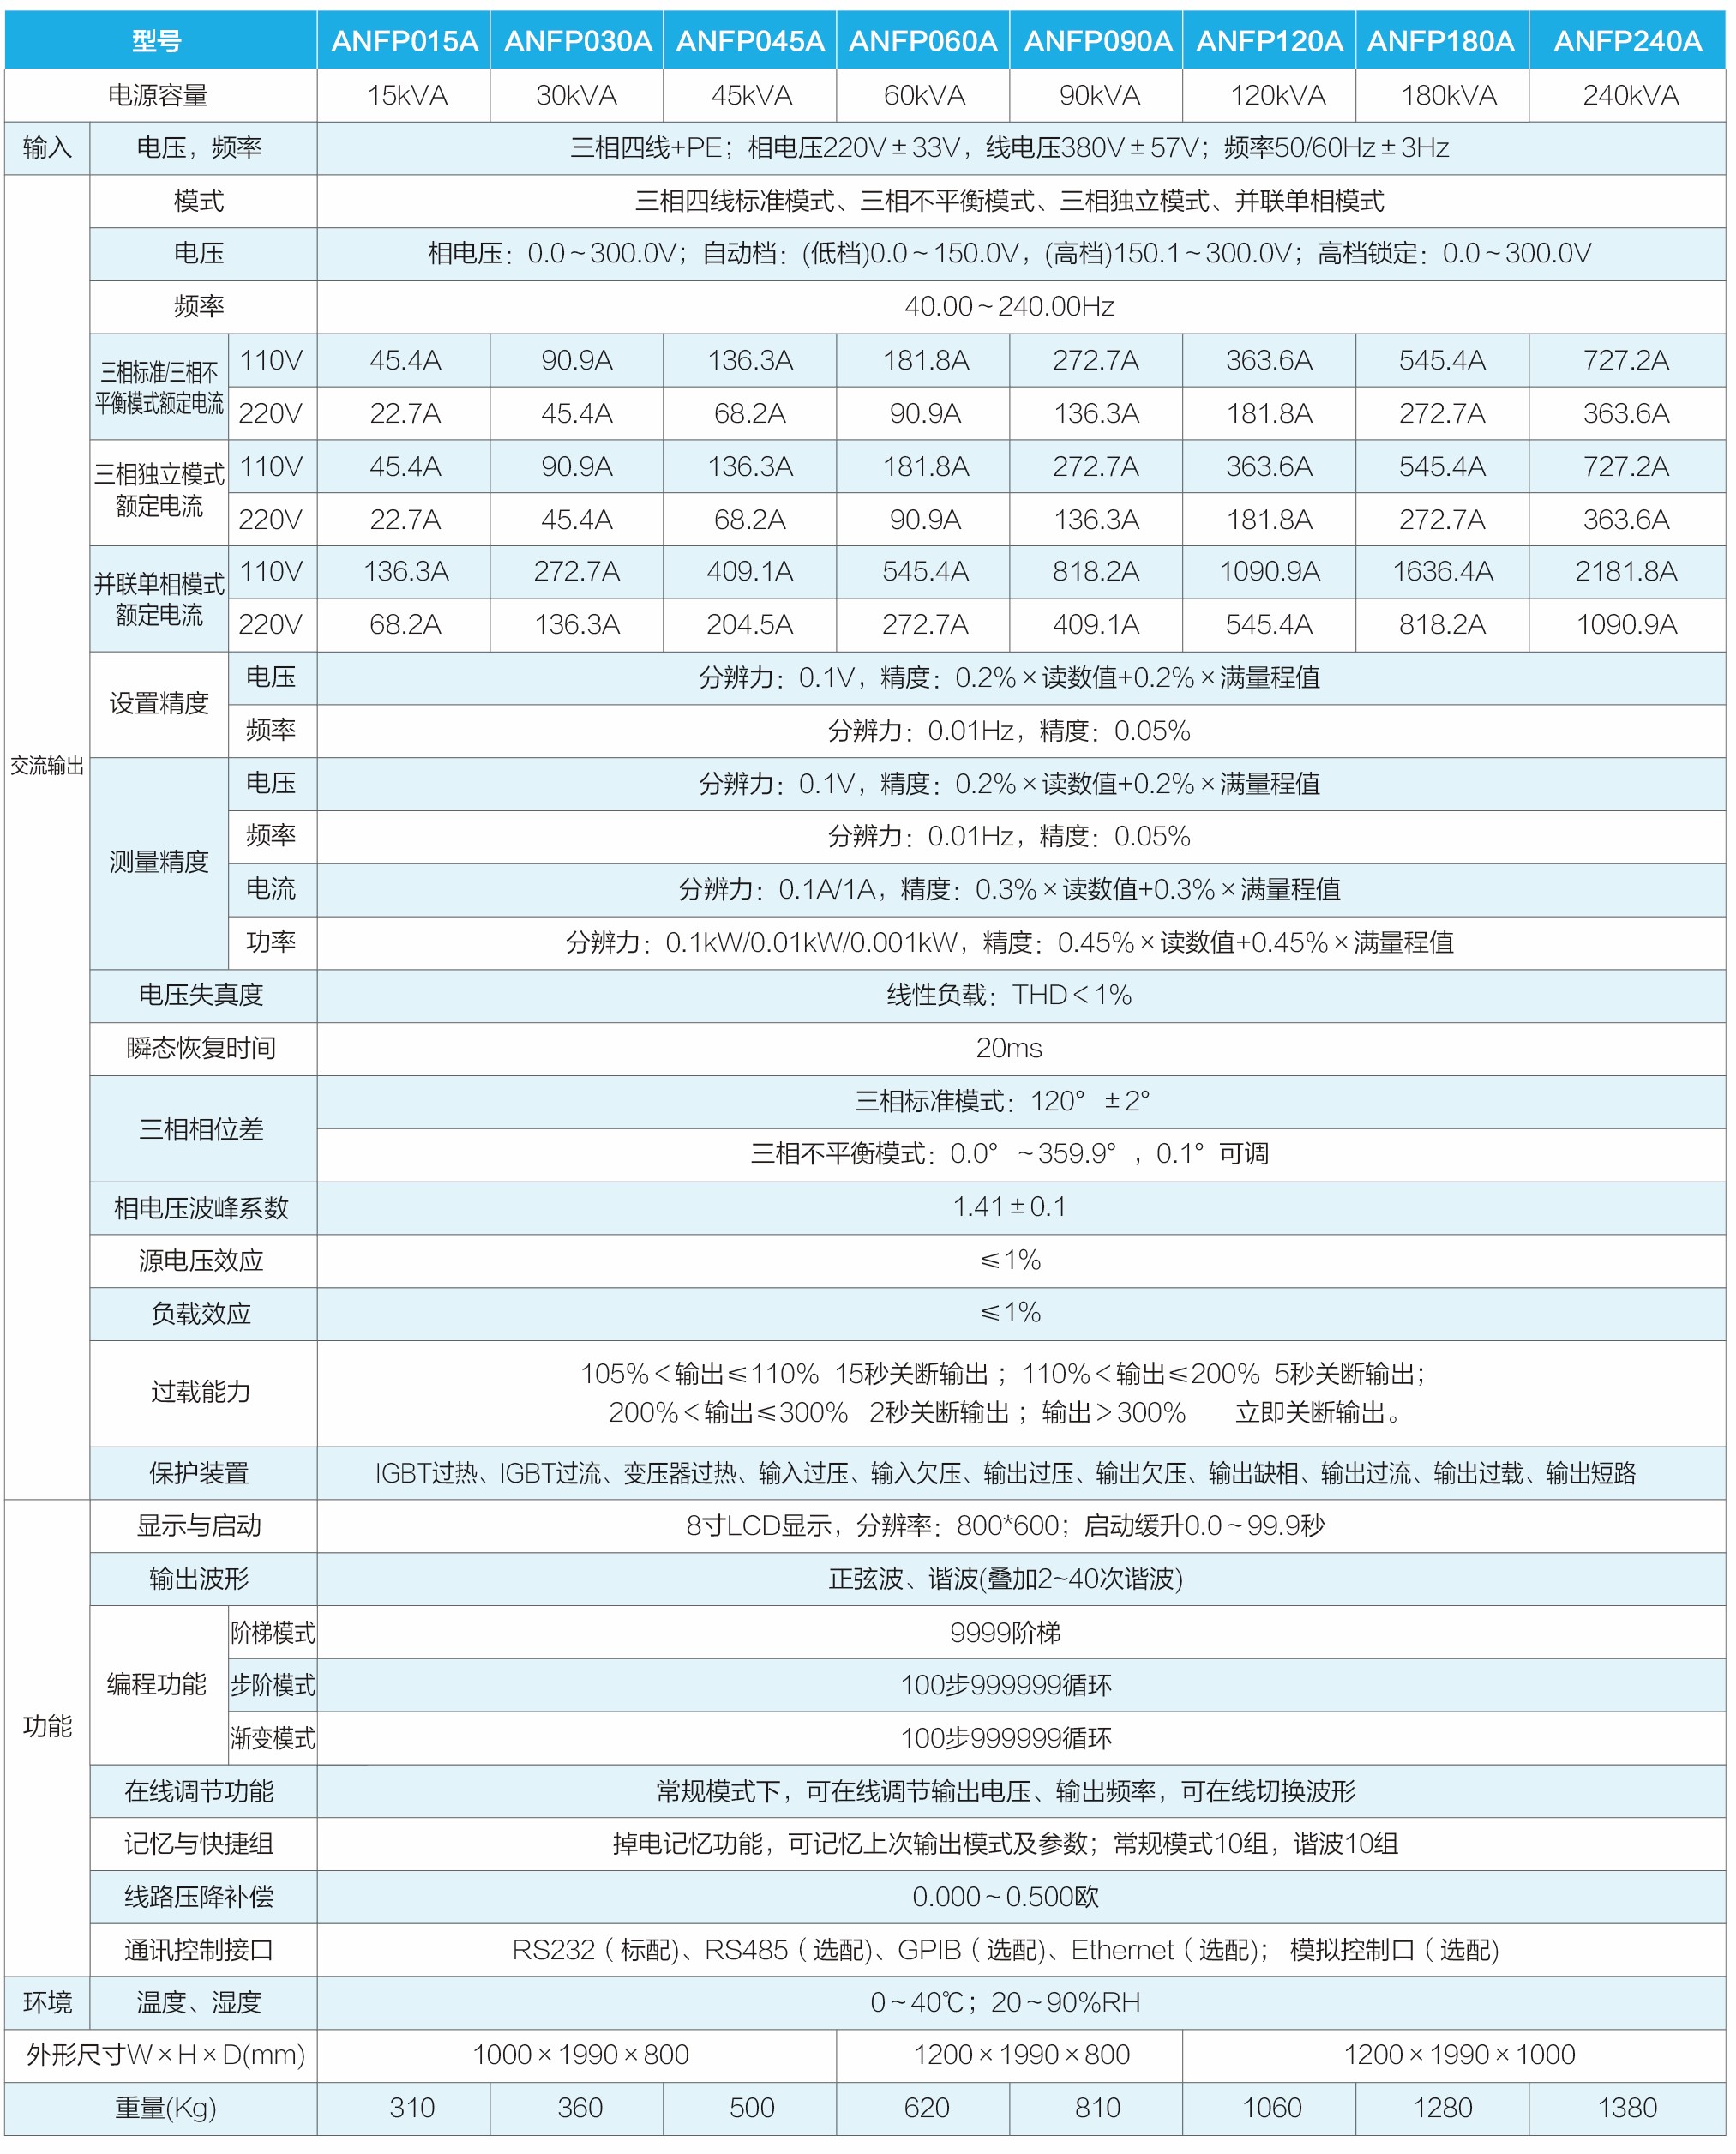 型号 ANFP015A ANFP030A ANFP045A ANFP060A ANFP090A ANFP120A ANFP180A ANFP240A
电源容量 15kVA 30kVA 45kVA 60kVA 90kVA 120kVA 180kVA 240kVA
输入 电压，频率 三相四线+PE；相电压220V±33V，线电压380V±57V；频率50/60Hz±3Hz
交流输出
模式 三相四线标准模式、三相不平衡模式、三相独立模式、并联单相模式
电压 相电压：0.0～300.0V；自动档：(低档)0.0～150.0V，(高档)150.1～300.0V；高档锁定：0.0～300.0V
频率 40.00～240.00Hz
三相标准/三相不
平衡模式额定电流
110V 45.4A 90.9A 136.3A 181.8A 272.7A 363.6A 545.4A 727.2A
220V 22.7A 45.4A 68.2A 90.9A 136.3A 181.8A 272.7A 363.6A
三相独立模式
额定电流
110V 45.4A 90.9A 136.3A 181.8A 272.7A 363.6A 545.4A 727.2A
220V 22.7A 45.4A 68.2A 90.9A 136.3A 181.8A 272.7A 363.6A
并联单相模式
额定电流
110V 136.3A 272.7A 409.1A 545.4A 818.2A 1090.9A 1636.4A 2181.8A
220V 68.2A 136.3A 204.5A 272.7A 409.1A 545.4A 818.2A 1090.9A
设置精度
电压 分辨力：0.1V，精度：0.2%×读数值+0.2%×满量程值
频率 分辨力：0.01Hz，精度：0.05%
测量精度
电压 分辨力：0.1V，精度：0.2%×读数值+0.2%×满量程值
频率 分辨力：0.01Hz，精度：0.05%
电流 分辨力：0.1A/1A，精度：0.3%×读数值+0.3%×满量程值
功率 分辨力：0.1kW/0.01kW/0.001kW，精度：0.45%×读数值+0.45%×满量程值
电压失真度 线性负载：THD＜1%
瞬态恢复时间 20ms
三相相位差
三相标准模式：120° ±2°
三相不平衡模式：0.0° ～359.9° ，0.1° 可调
相电压波峰系数 1.41±0.1
源电压效应 ≤1%
负载效应 ≤1%
过载能力
105%＜输出≤110% 15秒关断输出； 110%＜输出≤200% 5秒关断输出；
200%＜输出≤300% 2秒关断输出； 输出＞300% 立即关断输出。
保护装置 IGBT过热、IGBT过流、变压器过热、输入过压、输入欠压、输出过压、输出欠压、输出缺相、输出过流、输出过载、输出短路
功能
显示与启动 8寸LCD显示，分辨率：800*600；启动缓升0.0～99.9秒
输出波形 正弦波、谐波(叠加2~40次谐波)
编程功能
阶梯模式 9999阶梯
步阶模式 100步999999循环
渐变模式 100步999999循环
在线调节功能 常规模式下，可在线调节输出电压、输出频率，可在线切换波形
记忆与快捷组 掉电记忆功能，可记忆上次输出模式及参数；常规模式10组，谐波10组
线路压降补偿 0.000～0.500欧
通讯控制接口 RS232（标配）、RS485（选配）、GPIB（选配）、Ethernet（选配）； 模拟控制口（选配）
环境 温度、湿度 0～40℃；20～90%RH
外形尺寸W×H×D(mm) 1000×1990×800 1200×1990×800 1200×1990×1000
重量(Kg) 310 360 500 620 810 1060 1280 1380